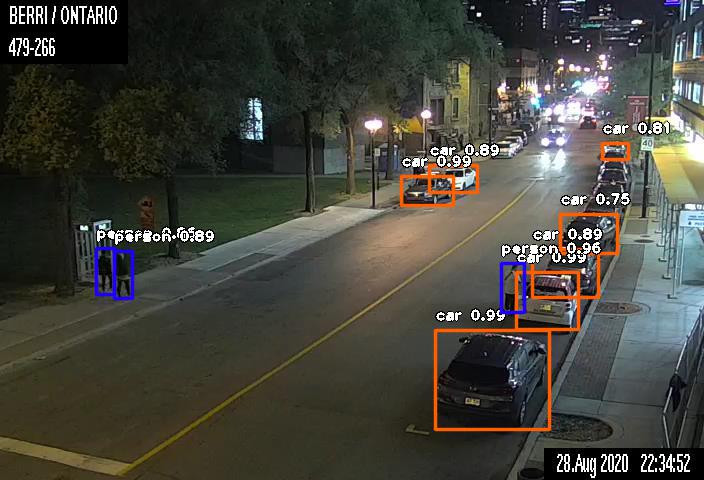 BERRI / ONTARIO
479-266
car 0.81
car 0.89
car 0.99
car 0.75
person 0.89
car 0.89
person 0.96
car 0.99
car 0.99
40
28.Aug 2020 22:34:52